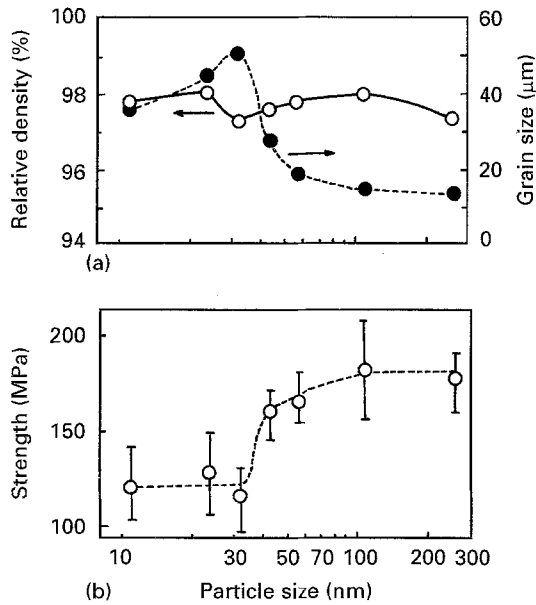 100
98
96
94
Relative density (%)
60
40
20
0
Grain size (μm)
(a)
200
150
100
Strength (MPa)
10 30 50 70 100 200 300
(b) Particle size (nm)